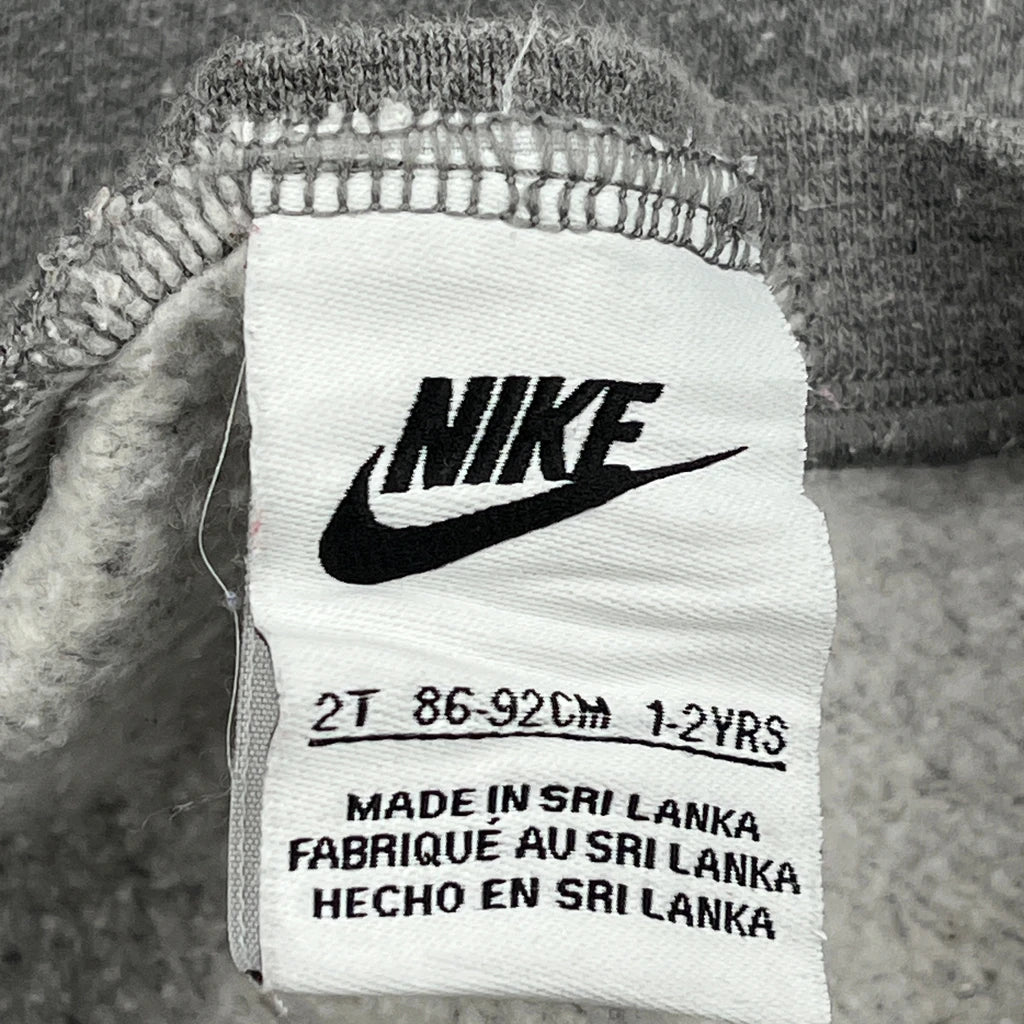 NIKE
2T 86-92CM 1-2YRS
MADE IN SRI LANKA
FABRIQUÉ AU SRI LANKA
HECHO EN SRI LANKA